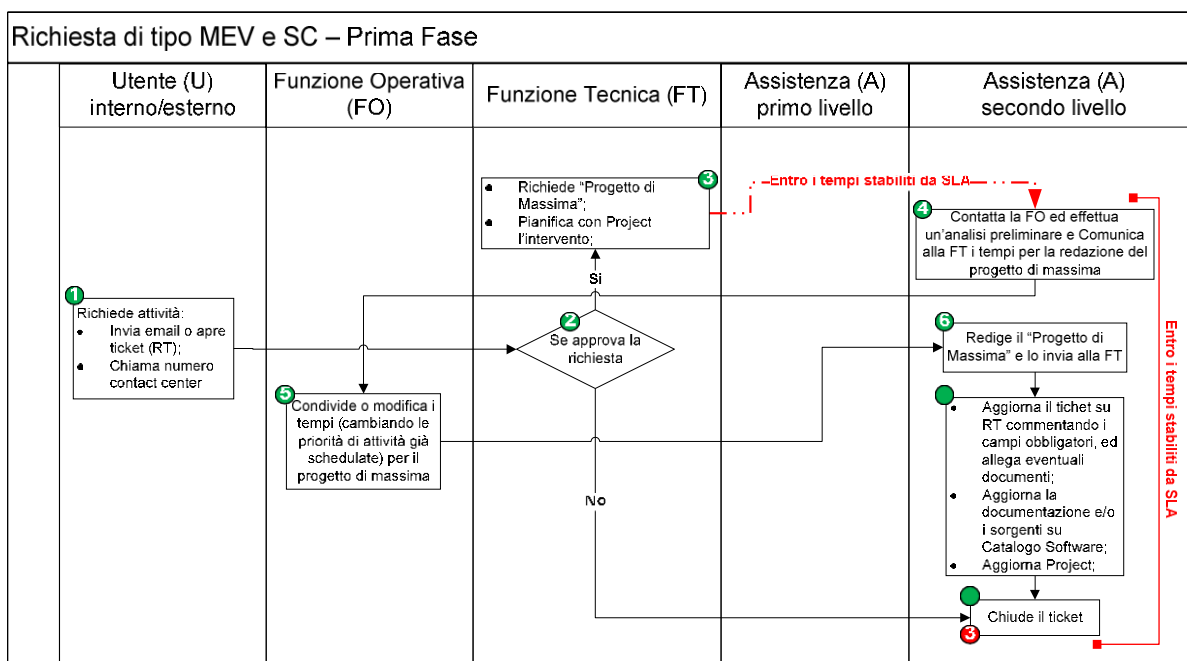 Richiesta di tipo MEV e SC – Prima Fase
Utente (U)
interno/esterno
Funzione Operativa
(FO)
Funzione Tecnica (FT)
Assistenza (A)
primo livello
Assistenza (A)
secondo livello
1
Richiede attività:
• Invia email o apre
ticket (RT);
• Chiama numero
contact center
2
Se approva la
richiesta
Si
No
3
• Richiede “Progetto di
Massima”;
• Pianifica con Project
l’intervento;
Entro i tempi stabiliti da SLA
4
Contatta la FO ed effettua
un’analisi preliminare e Comunica
alla FT i tempi per la redazione del
progetto di massima
5
Condivide o modifica i
tempi (cambiando le
priorità di attività già
schedulate) per il
progetto di massima
6
Redige il “Progetto di
Massima” e lo invia alla FT
• Aggiorna il tichet su
RT commentando i
campi obbligatori, ed
allega eventuali
documenti;
• Aggiorna la
documentazione e/o
i sorgenti su
Catalogo Software;
• Aggiorna Project;
Chiude il ticket
3
Entro i tempi stabiliti da SLA